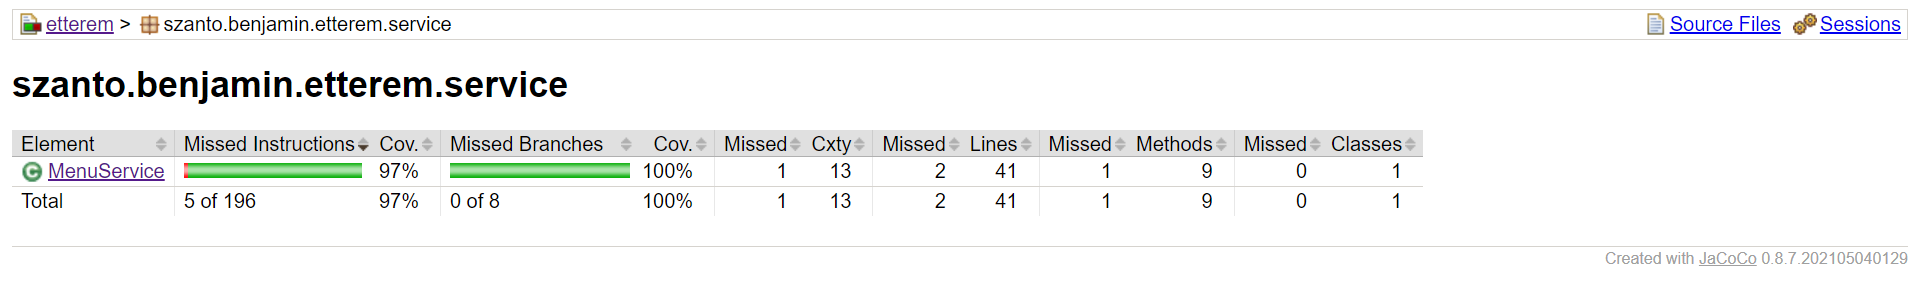 etterem > szanto.benjamin.etterem.service Source Files Sessions
szanto.benjamin.etterem.service
Element Missed Instructions Cov. Missed Branches Cov. Missed Cxty Missed Lines Missed Methods Missed Classes
C MenuService 97% 100% 1 13 2 41 1 9 0 1
Total 5 of 196 97% 0 of 8 100% 1 13 2 41 1 9 0 1
Created with JaCoCo 0.8.7.202105040129